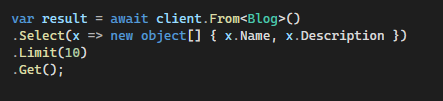 var result = await client.From<Blog>()
.Select(x => new object[] { x.Name, x.Description })
.Limit(10)
.Get();